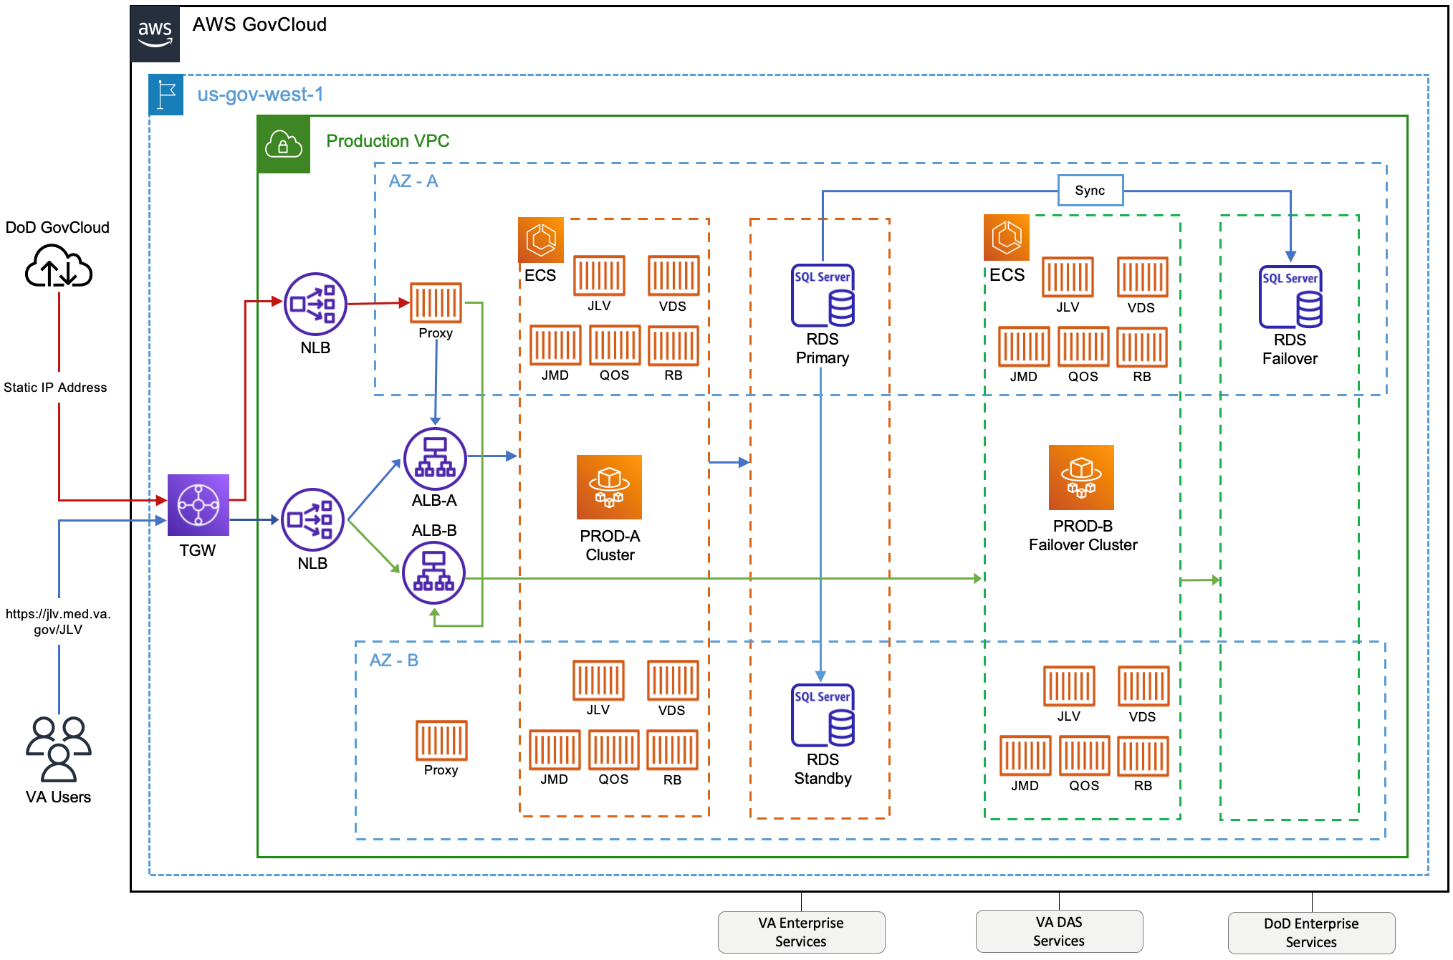 aws
AWS GovCloud
us-gov-west-1
Production VPC
AZ - A
Sync
DoD GovCloud
Static IP Address
NLB
Proxy
ECS
JLV
VDS
JMD
QOS
RB
SQL Server
RDS
Primary
ECS
JLV
VDS
JMD
QOS
RB
SQL Server
RDS
Failover
TGW
NLB
ALB-A
ALB-B
PROD-A
Cluster
PROD-B
Failover Cluster
https://jlv.med.va.
gov/JLV
VA Users
AZ - B
Proxy
JLV
VDS
JMD
QOS
RB
SQL Server
RDS
Standby
JLV
VDS
JMD
QOS
RB
VA Enterprise
Services
VA DAS
Services
DoD Enterprise
Services